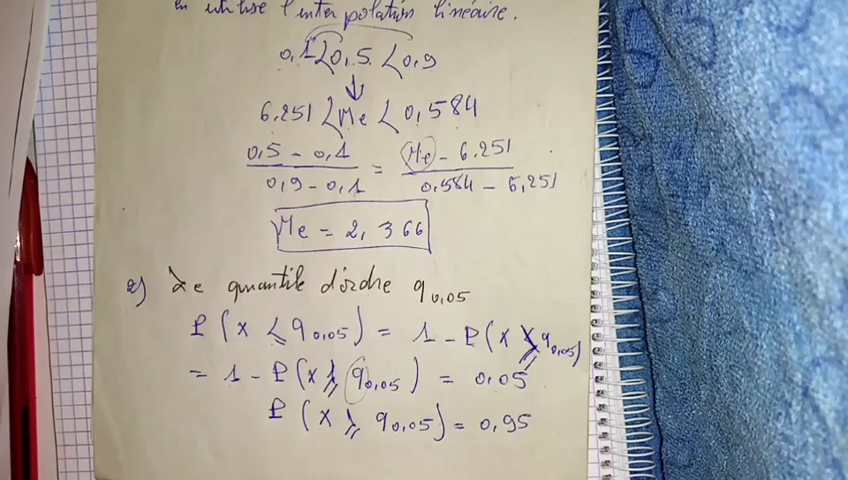 en utilise l'interpolation linéaire.
0,1 < 0,5 < 0,9
6.251 < Me < 0,584
0,5 - 0,1 / 0,9 - 0,1 = Me - 6.251 / 0,584 - 6,251
Me = 2,366
2) Le quantile d'ordre q0,05
P(X ≤ q0,05) = 1 - P(X ≥ q0,05)
= 1 - P(X ≥ q0,05) = 0,05
P(X ≥ q0,05) = 0,95